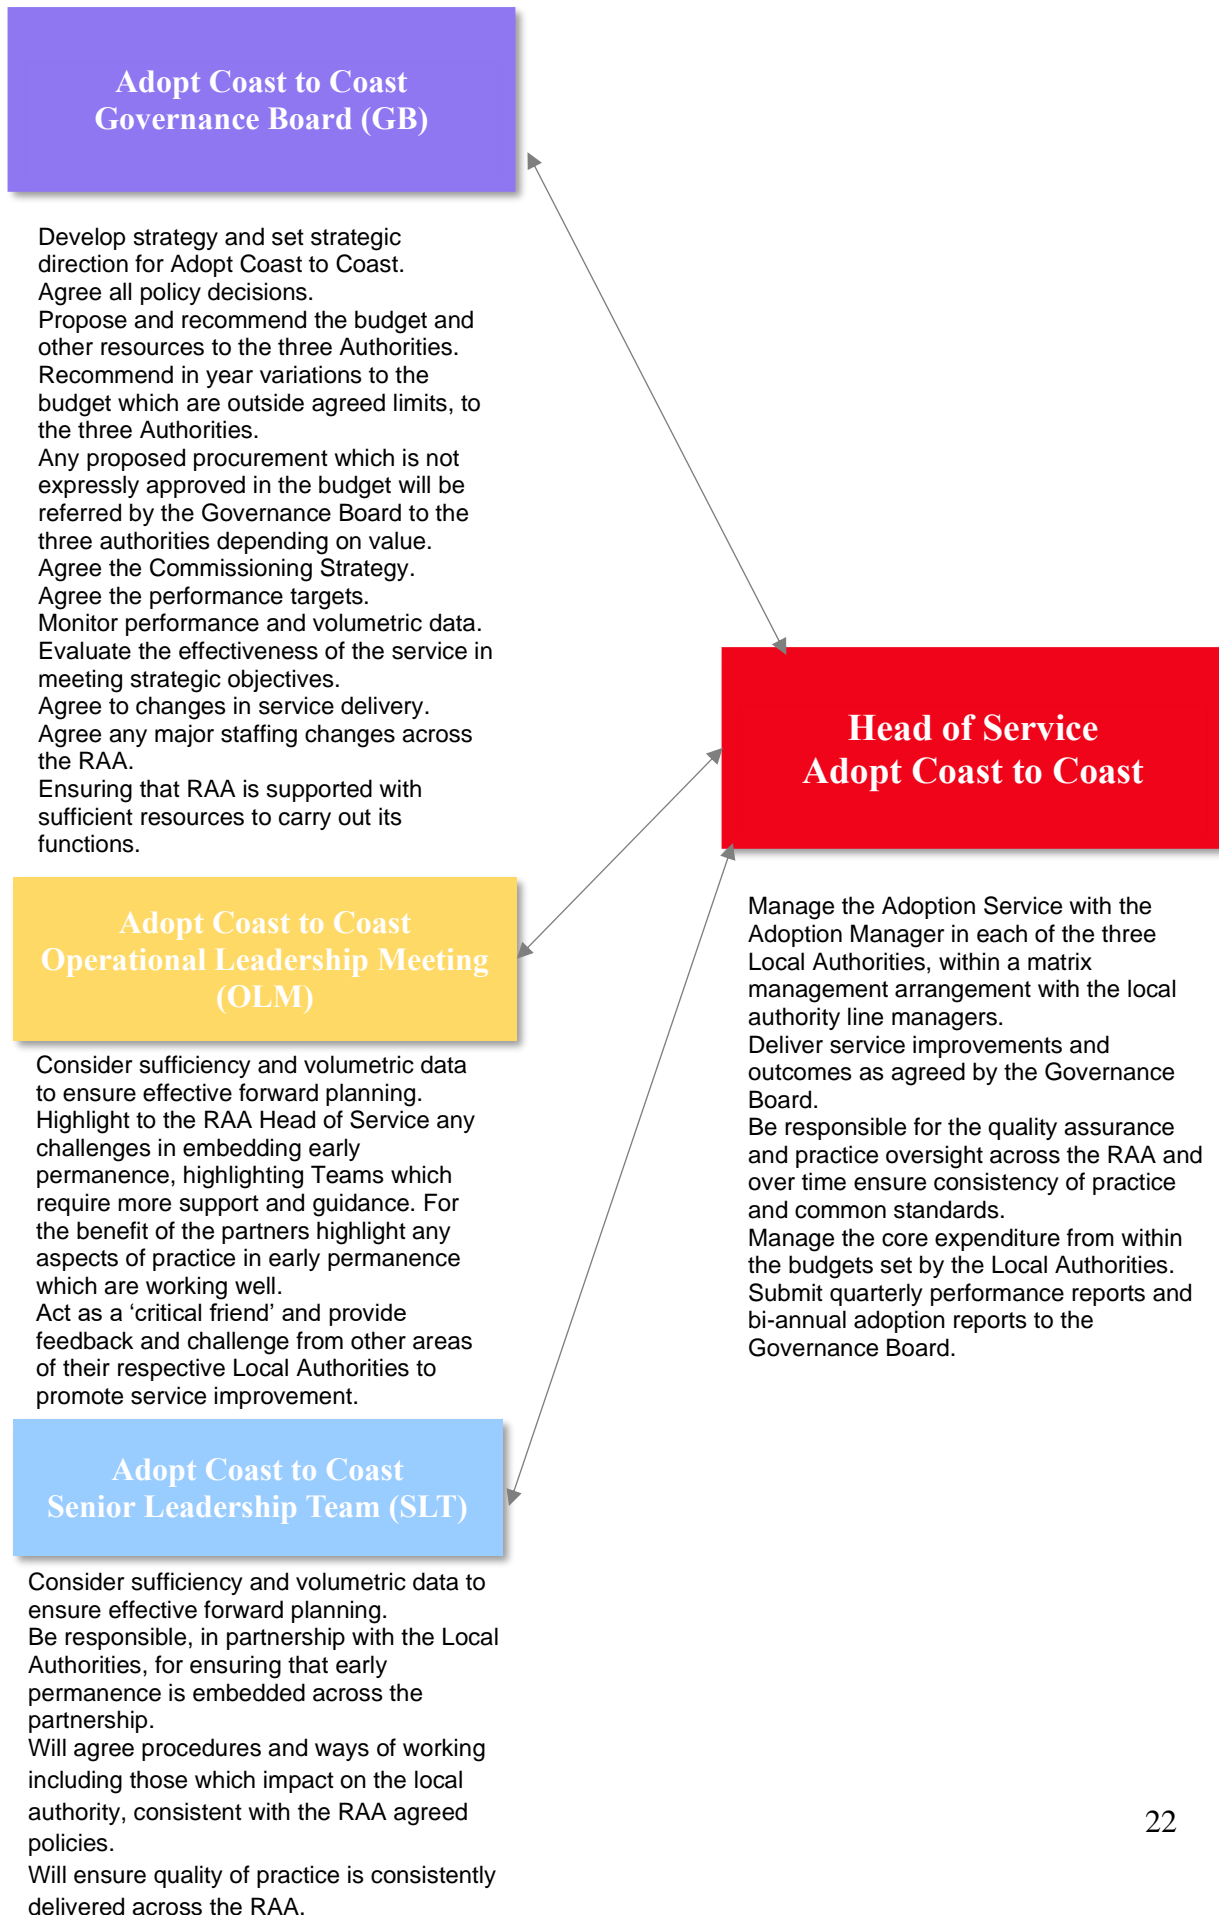 Adopt Coast to Coast
Governance Board (GB)
Develop strategy and set strategic
direction for Adopt Coast to Coast.
Agree all policy decisions.
Propose and recommend the budget and
other resources to the three Authorities.
Recommend in year variations to the
budget which are outside agreed limits, to
the three Authorities.
Any proposed procurement which is not
expressly approved in the budget will be
referred by the Governance Board to the
three authorities depending on value.
Agree the Commissioning Strategy.
Agree the performance targets.
Monitor performance and volumetric data.
Evaluate the effectiveness of the service in
meeting strategic objectives.
Agree to changes in service delivery.
Agree any major staffing changes across
the RAA.
Ensuring that RAA is supported with
sufficient resources to carry out its
functions.
Adopt Coast to Coast
Operational Leadership Meeting
(OLM)
Consider sufficiency and volumetric data
to ensure effective forward planning.
Highlight to the RAA Head of Service any
challenges in embedding early
permanence, highlighting Teams which
require more support and guidance. For
the benefit of the partners highlight any
aspects of practice in early permanence
which are working well.
Act as a ‘critical friend’ and provide
feedback and challenge from other areas
of their respective Local Authorities to
promote service improvement.
Adopt Coast to Coast
Senior Leadership Team (SLT)
Consider sufficiency and volumetric data to
ensure effective forward planning.
Be responsible, in partnership with the Local
Authorities, for ensuring that early
permanence is embedded across the
partnership.
Will agree procedures and ways of working
including those which impact on the local
authority, consistent with the RAA agreed
policies.
Will ensure quality of practice is consistently
delivered across the RAA.
Head of Service
Adopt Coast to Coast
Manage the Adoption Service with the
Adoption Manager in each of the three
Local Authorities, within a matrix
management arrangement with the local
authority line managers.
Deliver service improvements and
outcomes as agreed by the Governance
Board.
Be responsible for the quality assurance
and practice oversight across the RAA and
over time ensure consistency of practice
and common standards.
Manage the core expenditure from within
the budgets set by the Local Authorities.
Submit quarterly performance reports and
bi-annual adoption reports to the
Governance Board.
22